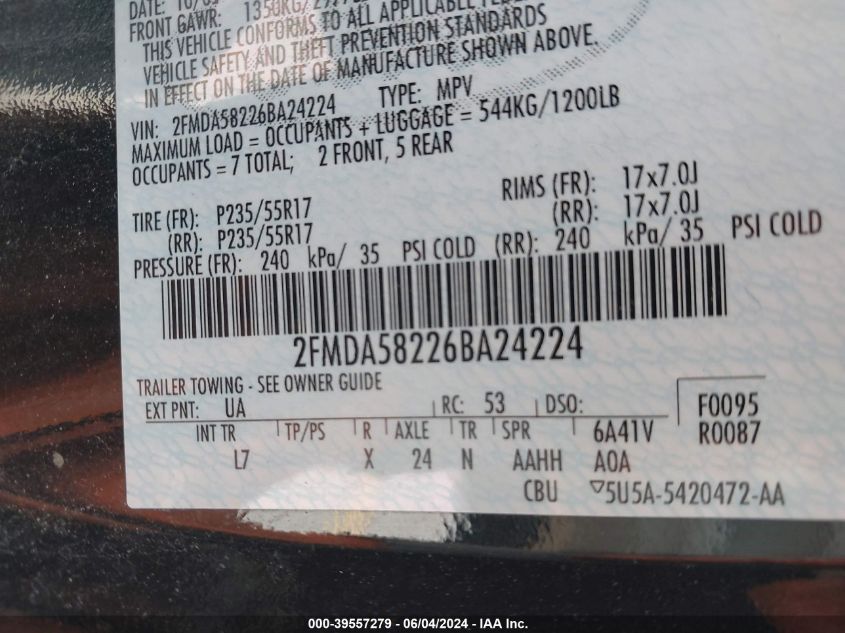 DATE: 10/05
FRONT GAWR: 1350KG/
THIS VEHICLE CONFORMS TO ALL APPLICABLE
VEHICLE SAFETY AND THEFT PREVENTION STANDARDS
IN EFFECT ON THE DATE OF MANUFACTURE SHOWN ABOVE.
VIN: 2FMDA58226BA24224 TYPE: MPV
MAXIMUM LOAD = OCCUPANTS + LUGGAGE = 544KG/1200LB
OCCUPANTS = 7 TOTAL; 2 FRONT, 5 REAR
TIRE (FR): P235/55R17 RIMS (FR): 17x7.0J
(RR): P235/55R17 (RR): 17x7.0J
PRESSURE (FR): 240 kPa/ 35 PSI COLD (RR): 240 kPa/ 35 PSI COLD
2FMDA58226BA24224
TRAILER TOWING - SEE OWNER GUIDE
EXT PNT: UA RC: 53 DSO: F0095
INT TR TP/PS R AXLE TR SPR 6A41V R0087
L7 X 24 N AAHH A0A
CBU 5U5A-5420472-AA
000-39557279 - 06/04/2024 - IAA Inc.